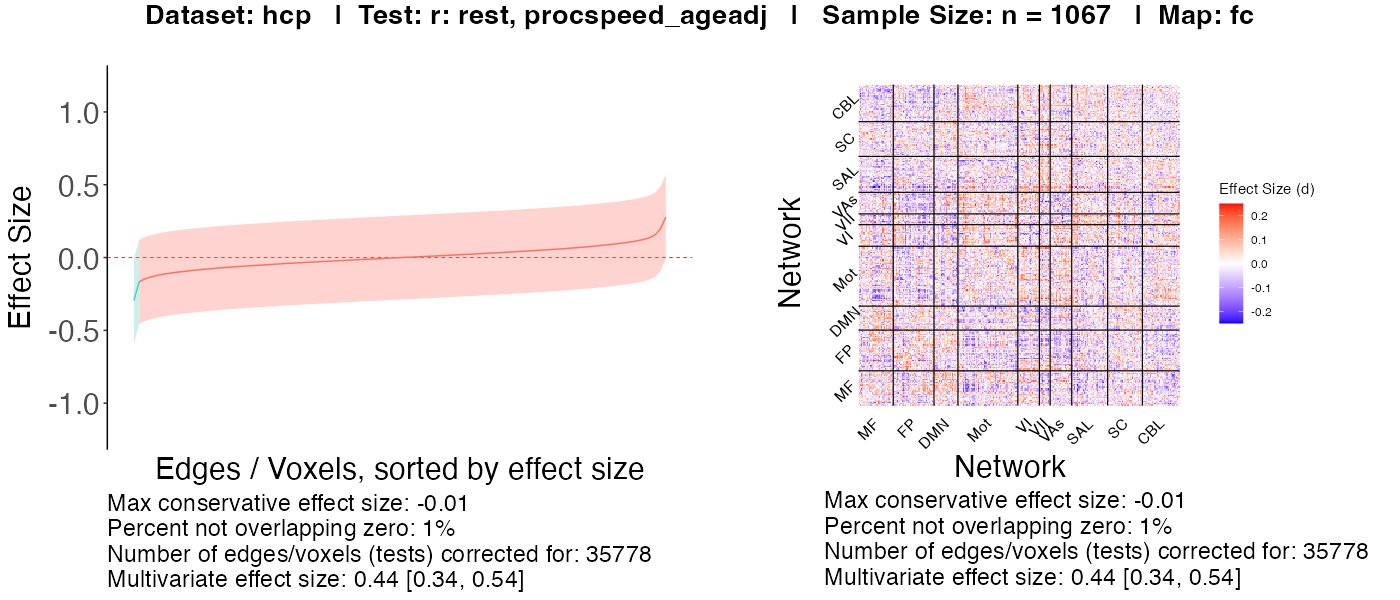 Dataset: hcp | Test: r: rest, procspeed_ageadj | Sample Size: n = 1067 | Map: fc
Effect Size
1.0
0.5
0.0
-0.5
-1.0
Edges / Voxels, sorted by effect size
Max conservative effect size: -0.01
Percent not overlapping zero: 1%
Number of edges/voxels (tests) corrected for: 35778
Multivariate effect size: 0.44 [0.34, 0.54]
Network
CBL
SC
SAL
VAs
VII
VI
Mot
DMN
FP
MF
MF
FP
DMN
Mot
VI
VII
VAs
SAL
SC
CBL
Network
Effect Size (d)
0.2
0.1
0.0
-0.1
-0.2
Max conservative effect size: -0.01
Percent not overlapping zero: 1%
Number of edges/voxels (tests) corrected for: 35778
Multivariate effect size: 0.44 [0.34, 0.54]